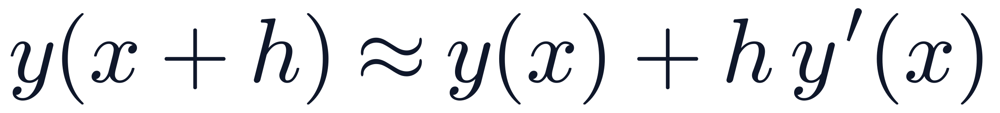 y(x + h) ≈ y(x) + h y′(x)